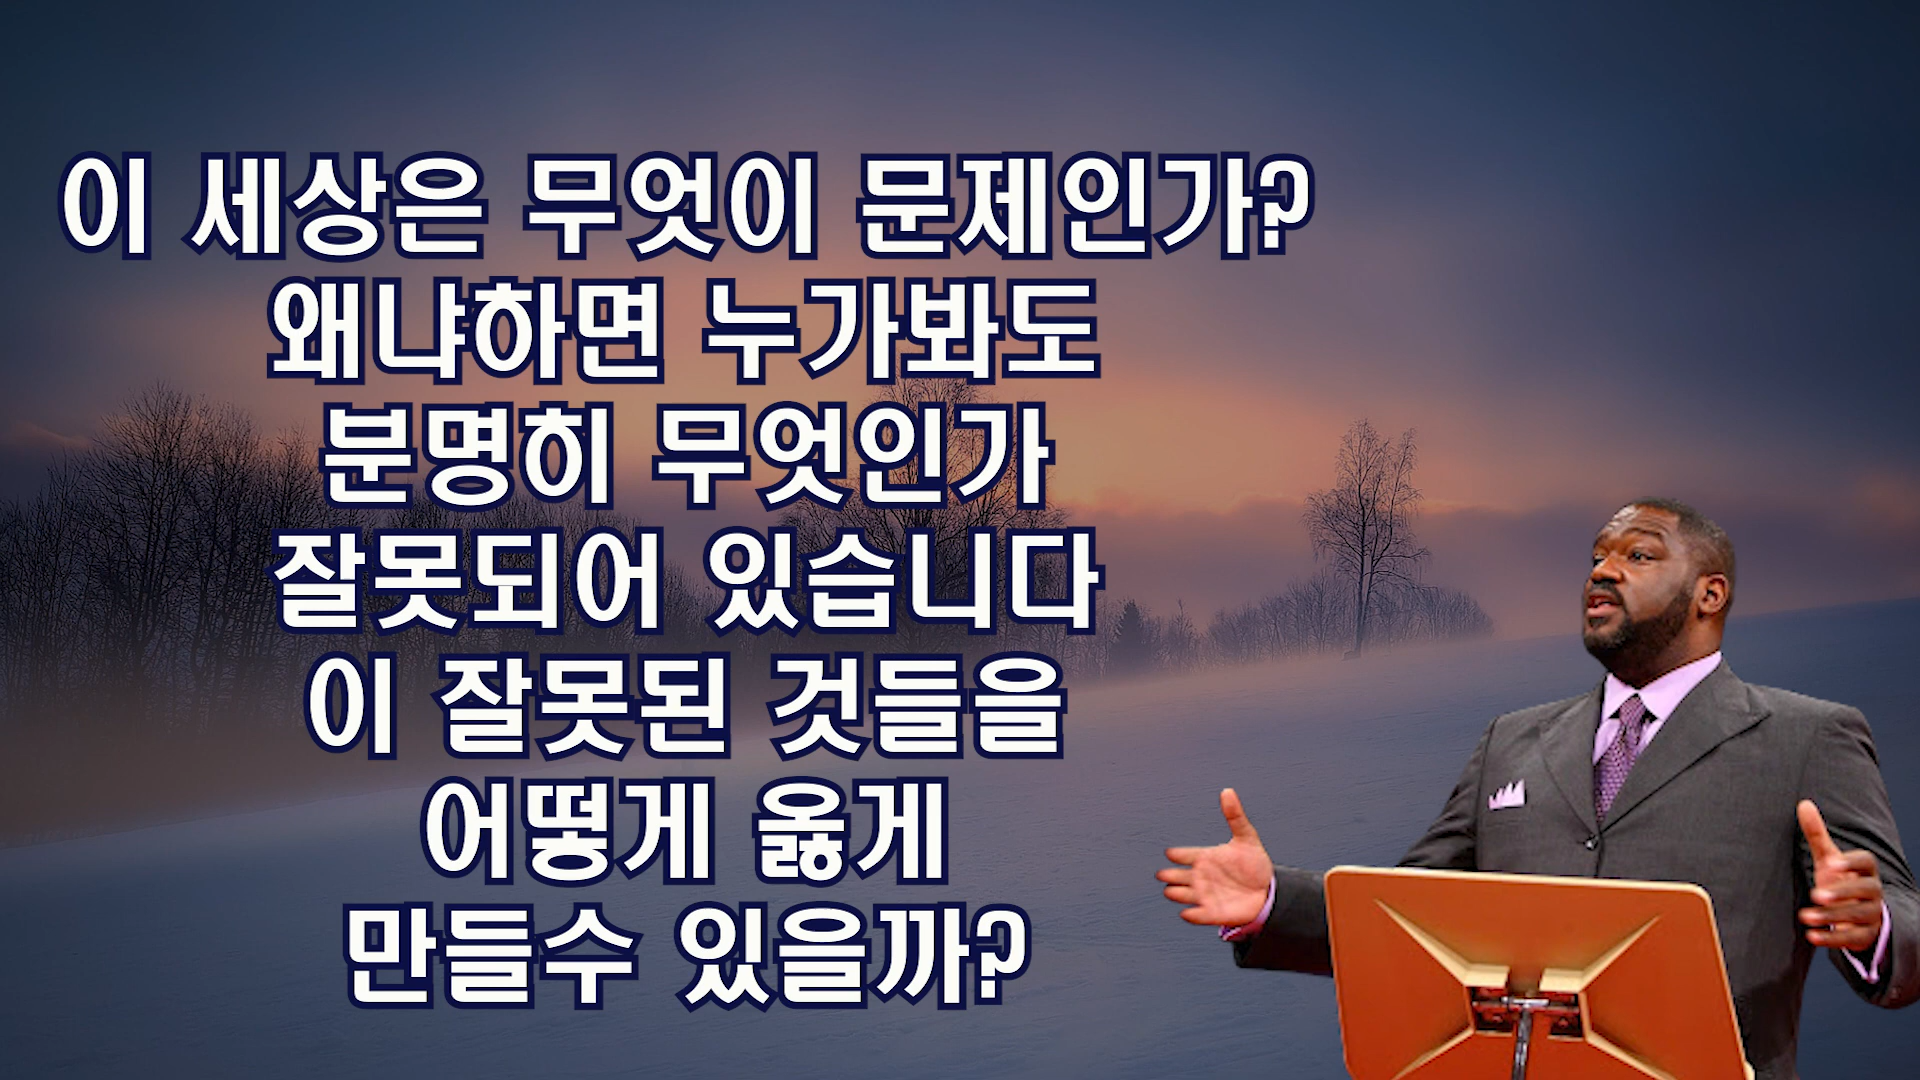 이 세상은 무엇이 문제인가?
왜냐하면 누가봐도
분명히 무엇인가
잘못되어 있습니다
이 잘못된 것들을
어떻게 옳게
만들수 있을까?